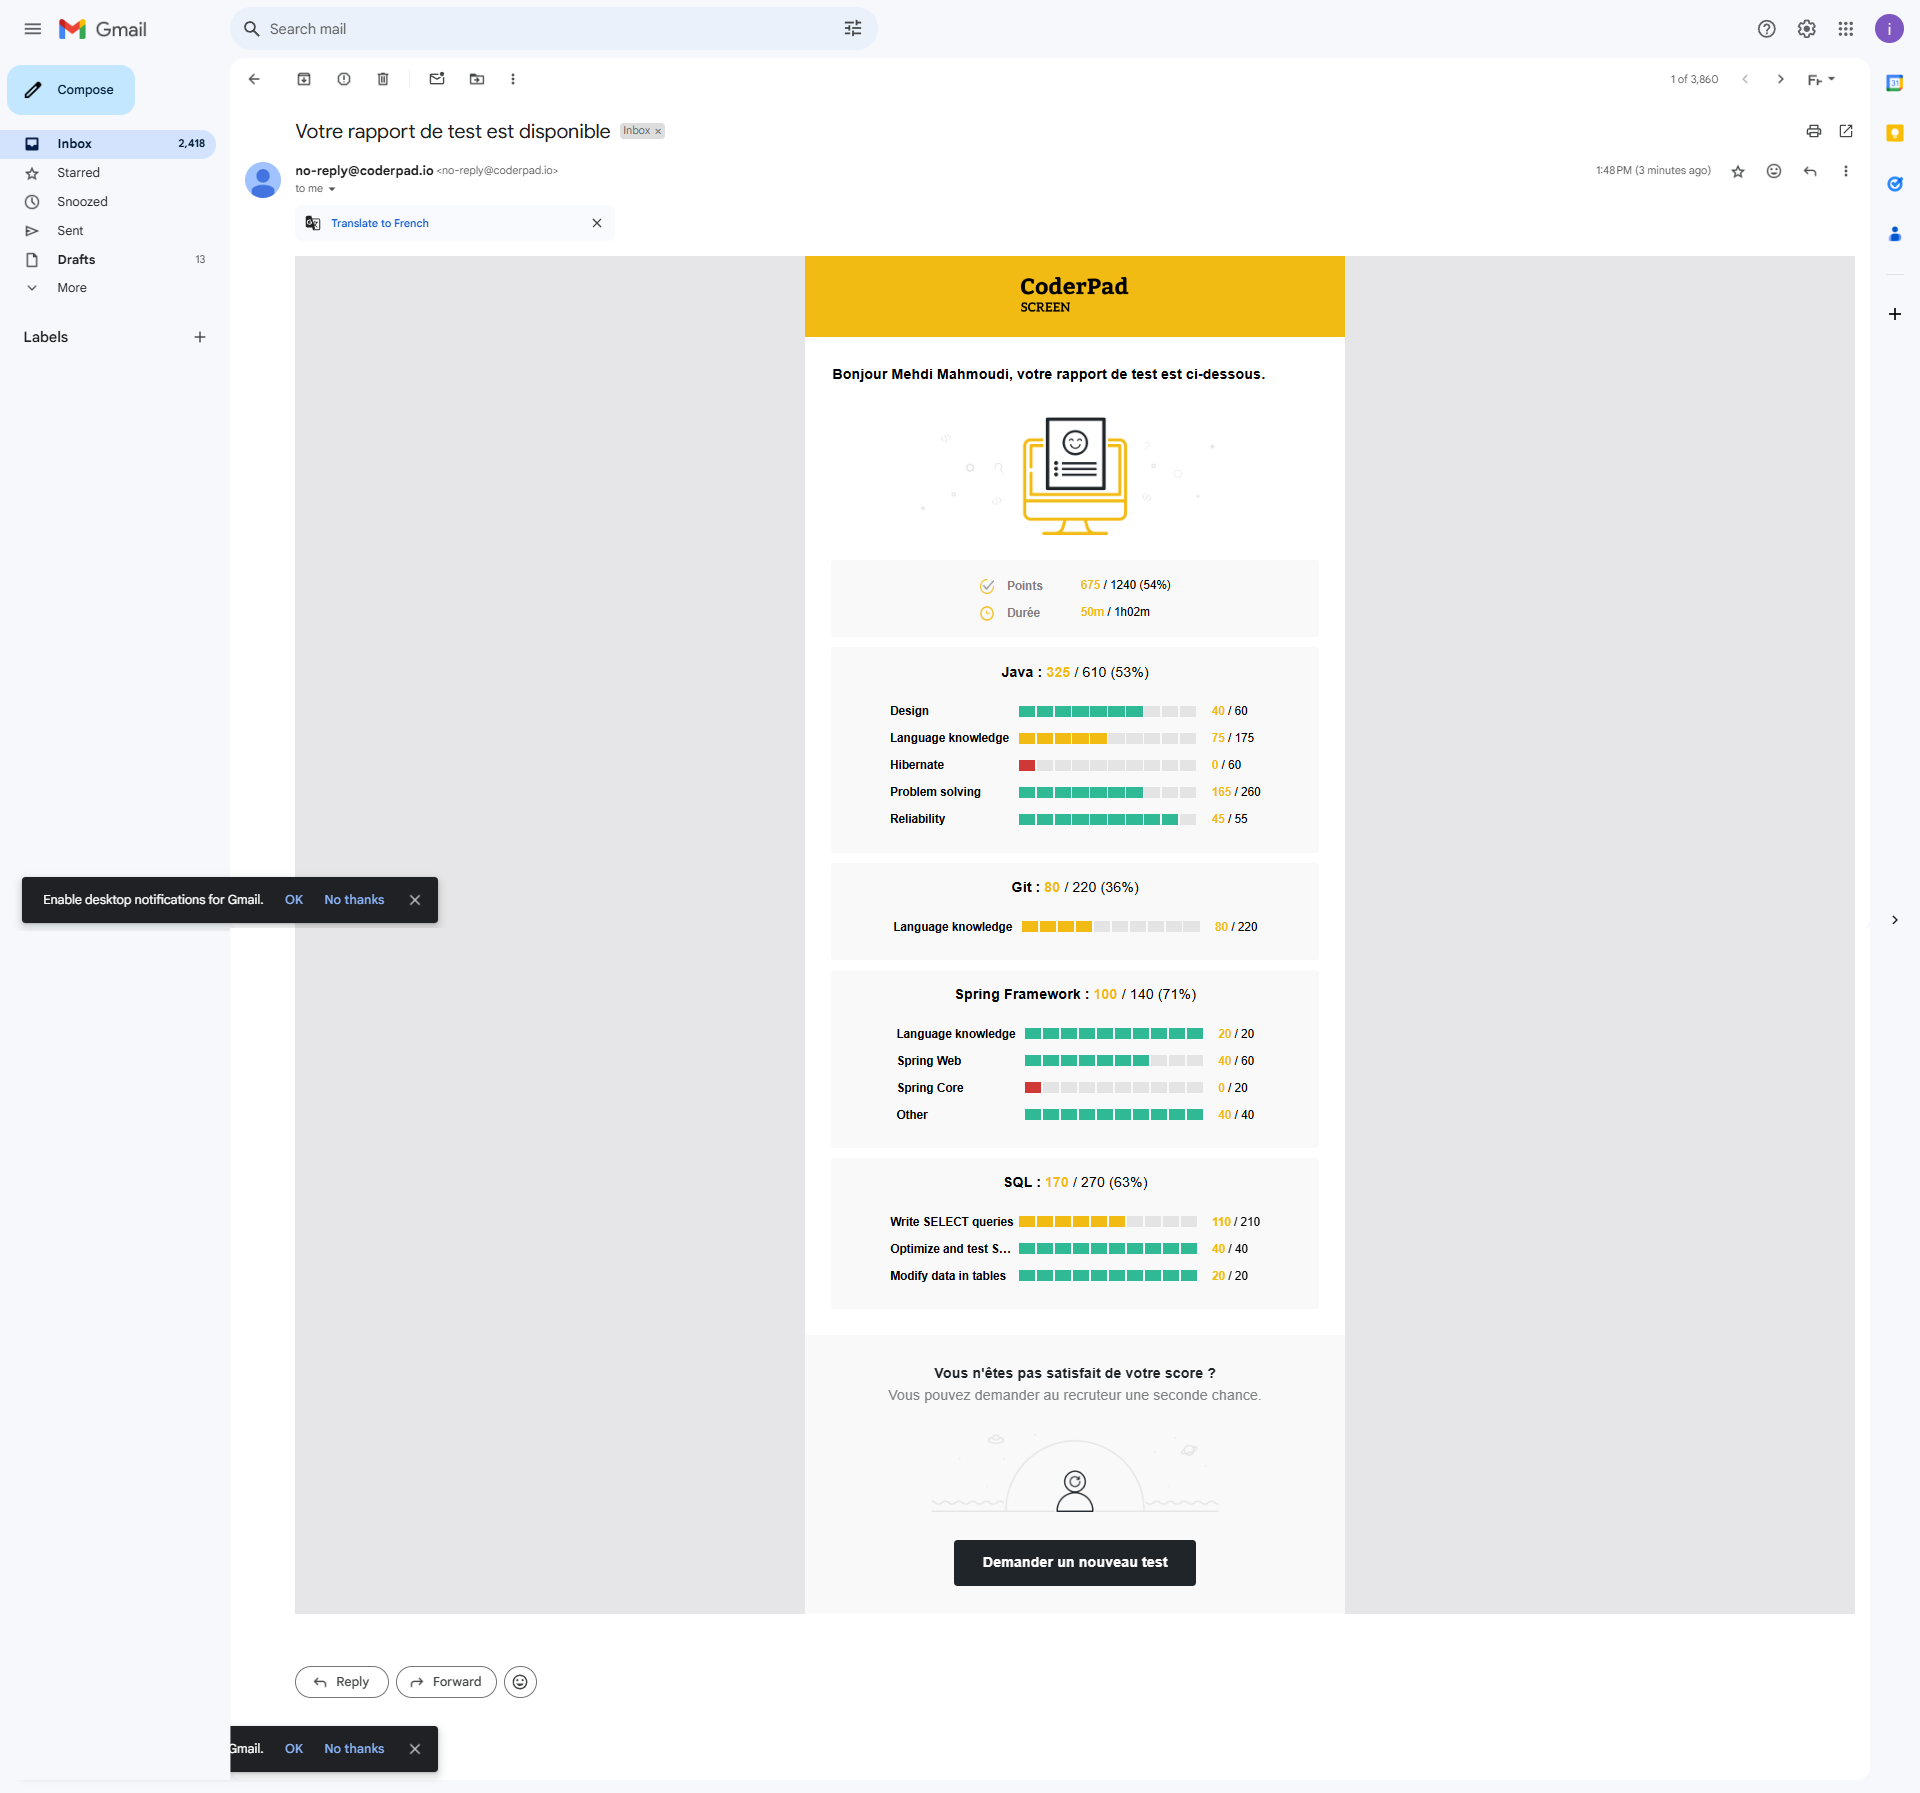 Gmail
Search mail
i
Compose
Inbox 2,418
Starred
Snoozed
Sent
Drafts 13
More
Labels
1 of 3,860
Votre rapport de test est disponible Inbox ×
no-reply@coderpad.io <no-reply@coderpad.io>
1:48 PM (3 minutes ago)
to me
Translate to French
CoderPad
SCREEN
Bonjour Mehdi Mahmoudi, votre rapport de test est ci-dessous.
Points 675 / 1240 (54%)
Durée 50m / 1h02m
Java : 325 / 610 (53%)
Design 40 / 60
Language knowledge 75 / 175
Hibernate 0 / 60
Problem solving 165 / 260
Reliability 45 / 55
Git : 80 / 220 (36%)
Language knowledge 80 / 220
Spring Framework : 100 / 140 (71%)
Language knowledge 20 / 20
Spring Web 40 / 60
Spring Core 0 / 20
Other 40 / 40
SQL : 170 / 270 (63%)
Write SELECT queries 110 / 210
Optimize and test S... 40 / 40
Modify data in tables 20 / 20
Vous n'êtes pas satisfait de votre score ?
Vous pouvez demander au recruteur une seconde chance.
Demander un nouveau test
Enable desktop notifications for Gmail. OK No thanks
Reply
Forward
Gmail. OK No thanks